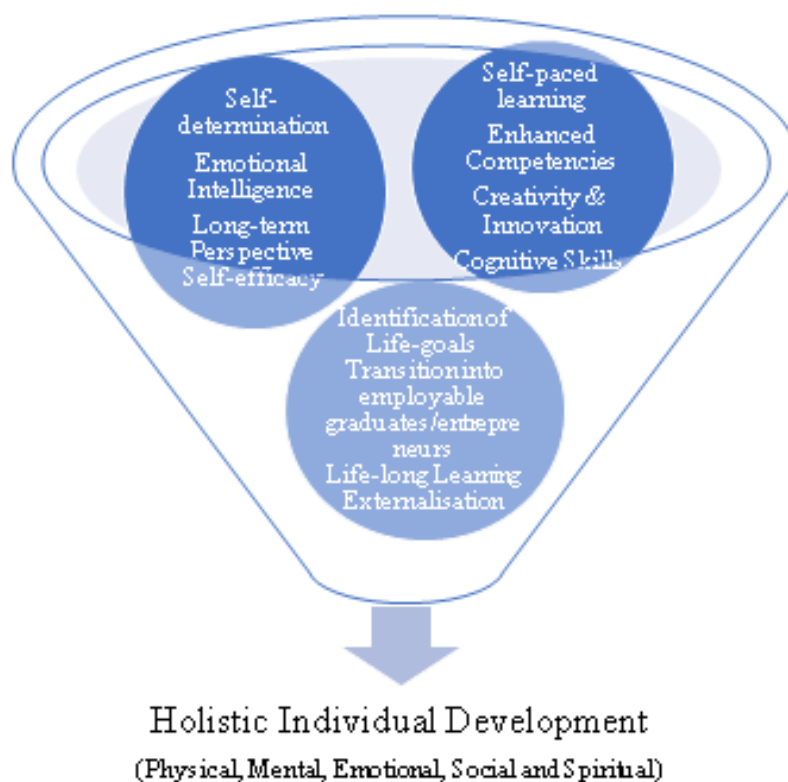 Self-
determination
Emotional
Intelligence
Long-term
Perspective
Self-efficacy
Self-paced
learning
Enhanced
Competencies
Creativity &
Innovation
Cognitive Skills
Identification of
Life-goals
Transition into
employable
graduates/entrepre
neurs
Life-long Learning
Externalisation
Holistic Individual Development
(Physical, Mental, Emotional, Social and Spiritual)